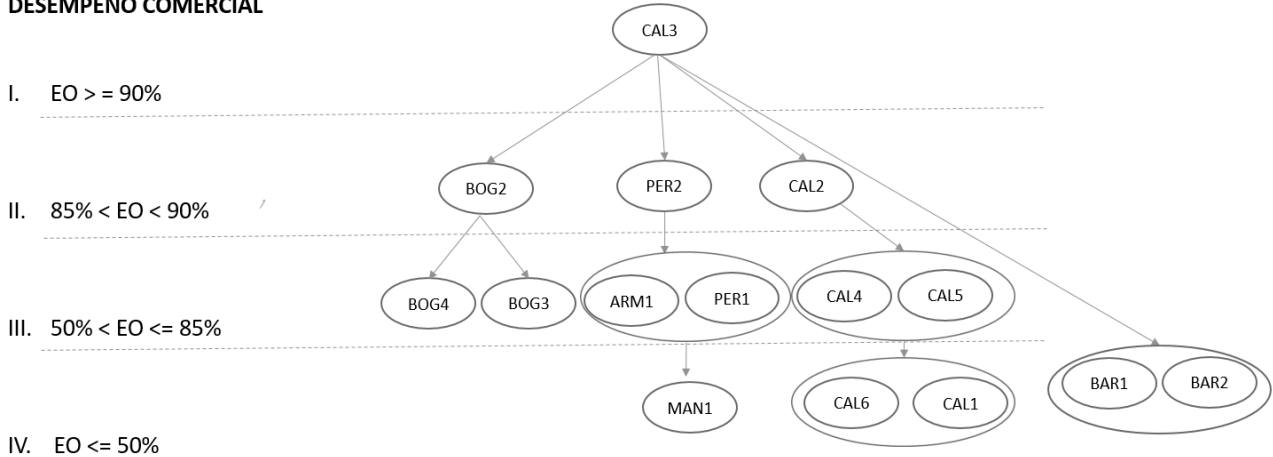 DESEMPEÑO COMERCIAL
CAL3
I. EO > = 90%
BOG2 PER2 CAL2
II. 85% < EO < 90%
BOG4 BOG3 ARM1 PER1 CAL4 CAL5
III. 50% < EO <= 85%
BAR1 BAR2
MAN1 CAL6 CAL1
IV. EO <= 50%